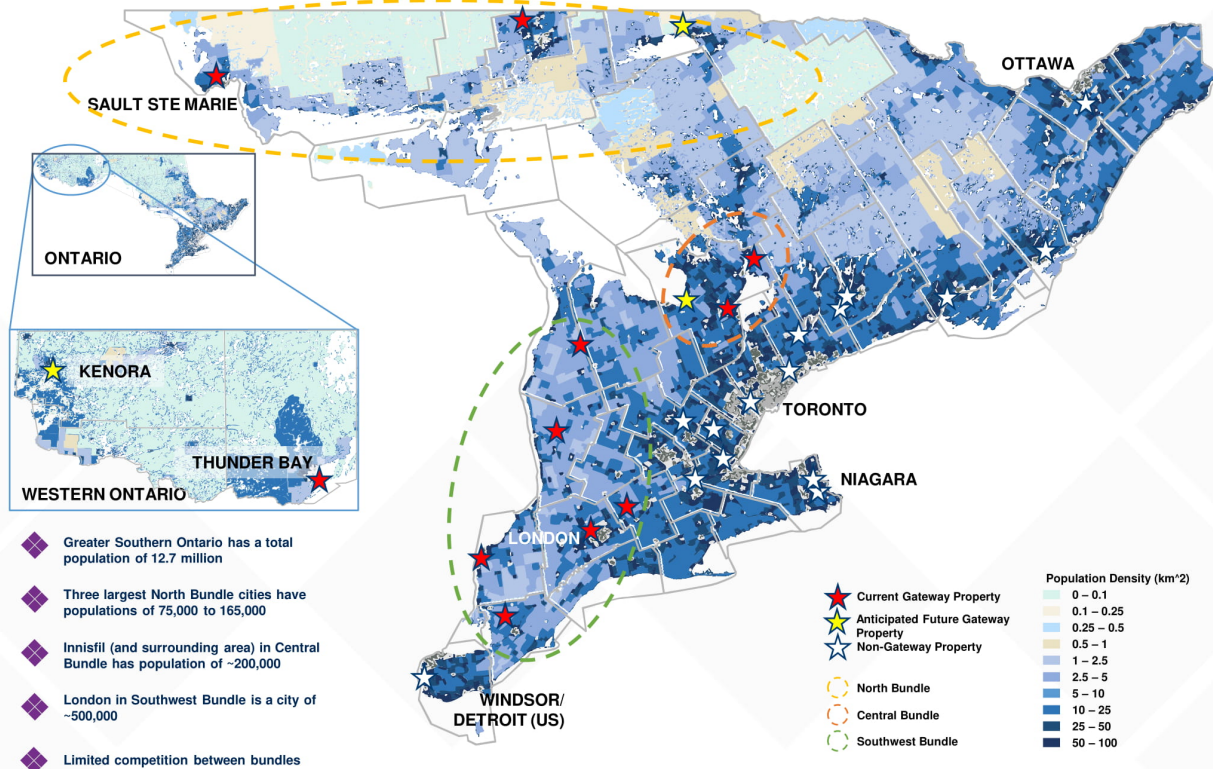 OTTAWA
SAULT STE MARIE
ONTARIO
KENORA
THUNDER BAY
WESTERN ONTARIO
TORONTO
NIAGARA
LONDON
WINDSOR/
DETROIT (US)
Greater Southern Ontario has a total
population of 12.7 million
Three largest North Bundle cities have
populations of 75,000 to 165,000
Innisfil (and surrounding area) in Central
Bundle has population of ~200,000
London in Southwest Bundle is a city of
~500,000
Limited competition between bundles
Current Gateway Property
Anticipated Future Gateway
Property
Non-Gateway Property
North Bundle
Central Bundle
Southwest Bundle
Population Density (km^2)
0 – 0.1
0.1 – 0.25
0.25 – 0.5
0.5 – 1
1 – 2.5
2.5 – 5
5 – 10
10 – 25
25 – 50
50 – 100